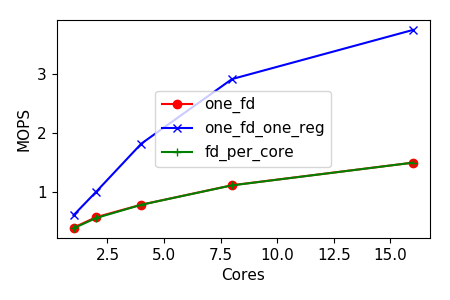 MOPS
3
2
1
one_fd
one_fd_one_reg
fd_per_core
2.5 5.0 7.5 10.0 12.5 15.0
Cores